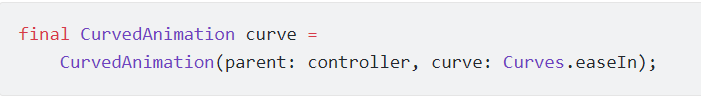 final CurvedAnimation curve =
    CurvedAnimation(parent: controller, curve: Curves.easeIn);